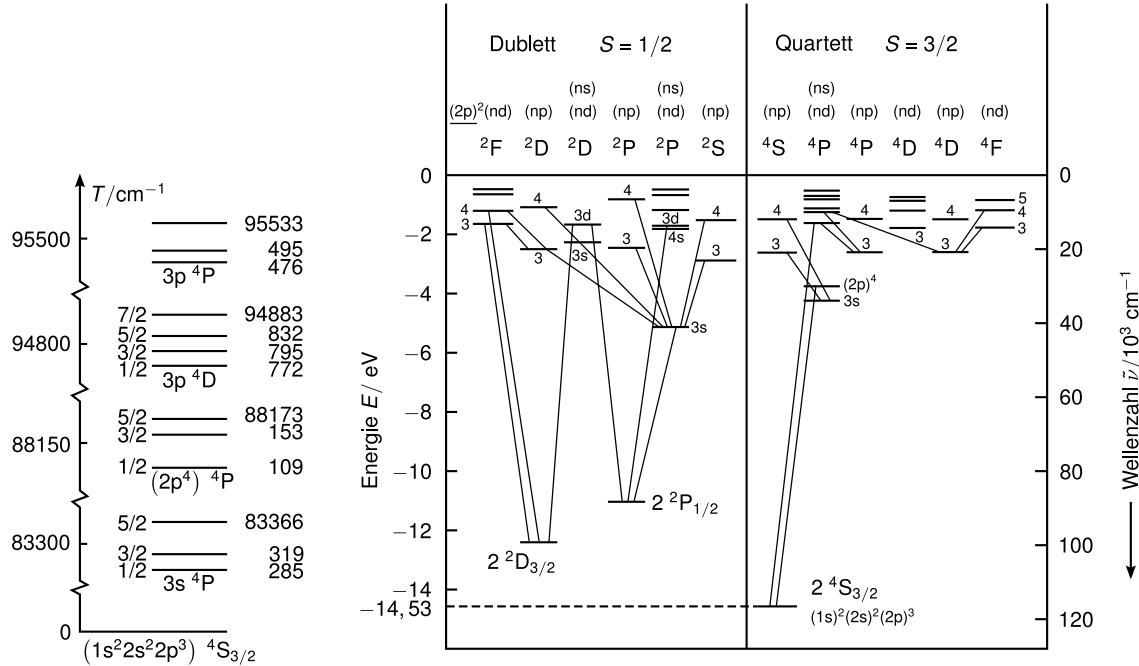 T/cm⁻¹
95533
95500
495
476
3p ⁴P
7/2 94883
5/2 832
94800
3/2 795
1/2 772
3p ⁴D
5/2 88173
3/2 153
88150
1/2 109
(2p⁴) ⁴P
5/2 83366
83300
3/2 319
1/2 285
3s ⁴P
0
(1s²2s²2p³) ⁴S₃/₂
Dublett S = 1/2
Quartett S = 3/2
(ns) (ns) (ns)
(2p)²(nd) (np) (nd) (np) (nd) (np) (np) (nd) (np) (nd) (np) (nd)
²F ²D ²D ²P ²P ²S ⁴S ⁴P ⁴P ⁴D ⁴D ⁴F
Energie E / eV
0
−2
−4
−6
−8
−10
−12
−14
−14,53
4
3
4
3
3d
3s
4
3
3d
4s
3s
4
3
4
3
(2p)⁴
3s
4
3
4
3
4
3
5
4
3
2 ²D₃/₂
2 ²P₁/₂
2 ⁴S₃/₂
(1s)²(2s)²(2p)³
0
20
40
60
80
100
120
Wellenzahl ν̃ /10³ cm⁻¹